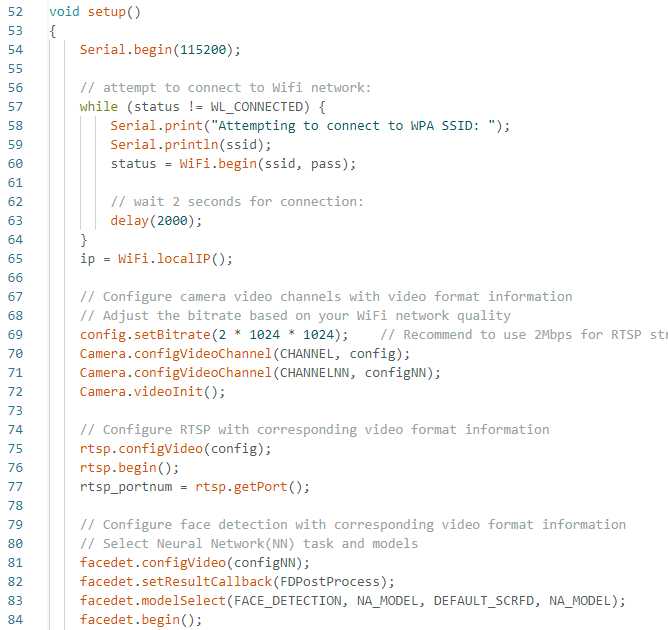 52 void setup()
53 {
54 Serial.begin(115200);
55
56 // attempt to connect to Wifi network:
57 while (status != WL_CONNECTED) {
58 Serial.print("Attempting to connect to WPA SSID: ");
59 Serial.println(ssid);
60 status = WiFi.begin(ssid, pass);
61
62 // wait 2 seconds for connection:
63 delay(2000);
64 }
65 ip = WiFi.localIP();
66
67 // Configure camera video channels with video format information
68 // Adjust the bitrate based on your WiFi network quality
69 config.setBitrate(2 * 1024 * 1024); // Recommend to use 2Mbps for RTSP str
70 Camera.configVideoChannel(CHANNEL, config);
71 Camera.configVideoChannel(CHANNELNN, configNN);
72 Camera.videoInit();
73
74 // Configure RTSP with corresponding video format information
75 rtsp.configVideo(config);
76 rtsp.begin();
77 rtsp_portnum = rtsp.getPort();
78
79 // Configure face detection with corresponding video format information
80 // Select Neural Network(NN) task and models
81 facedet.configVideo(configNN);
82 facedet.setResultCallback(FDPostProcess);
83 facedet.modelSelect(FACE_DETECTION, NA_MODEL, DEFAULT_SCRFD, NA_MODEL);
84 facedet.begin();